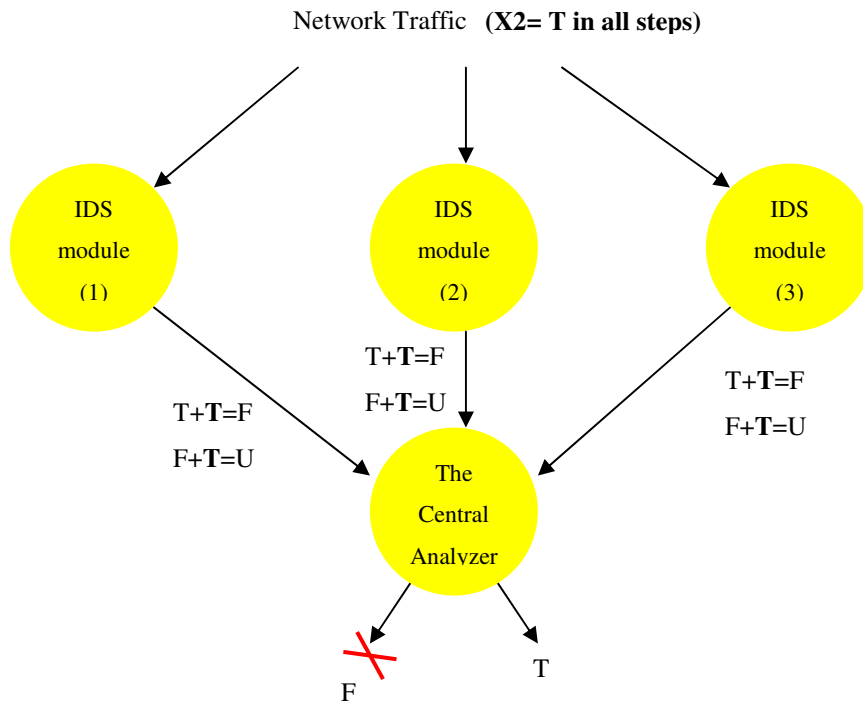 Network Traffic (X2= T in all steps)
IDS
module
(1)
IDS
module
(2)
IDS
module
(3)
T+T=F
F+T=U
T+T=F
F+T=U
T+T=F
F+T=U
The
Central
Analyzer
F
T